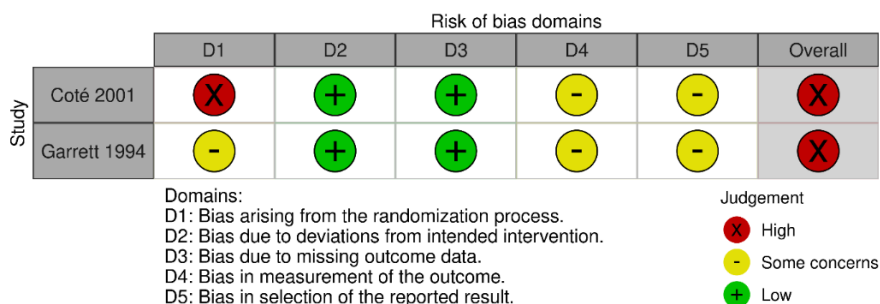 Risk of bias domains
D1 D2 D3 D4 D5 Overall
Study
Coté 2001 X + + - - X
Garrett 1994 - + + - - X
Domains:
D1: Bias arising from the randomization process.
D2: Bias due to deviations from intended intervention.
D3: Bias due to missing outcome data.
D4: Bias in measurement of the outcome.
D5: Bias in selection of the reported result.
Judgement
X High
- Some concerns
+ Low